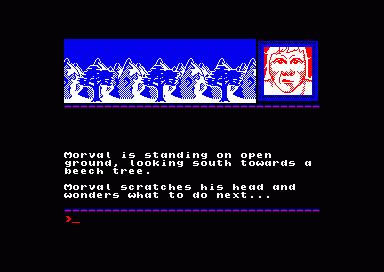 Morval is standing on open
ground, looking south towards a
beech tree.
Morval scratches his head and
wonders what to do next...
>_